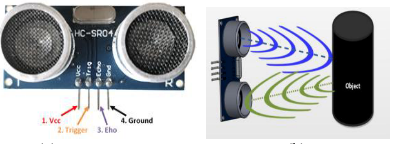 HC-SR04
T
R
Vcc
Trig
Echo
Gnd
1. Vcc
2. Trigger
3. Eho
4. Ground
Object